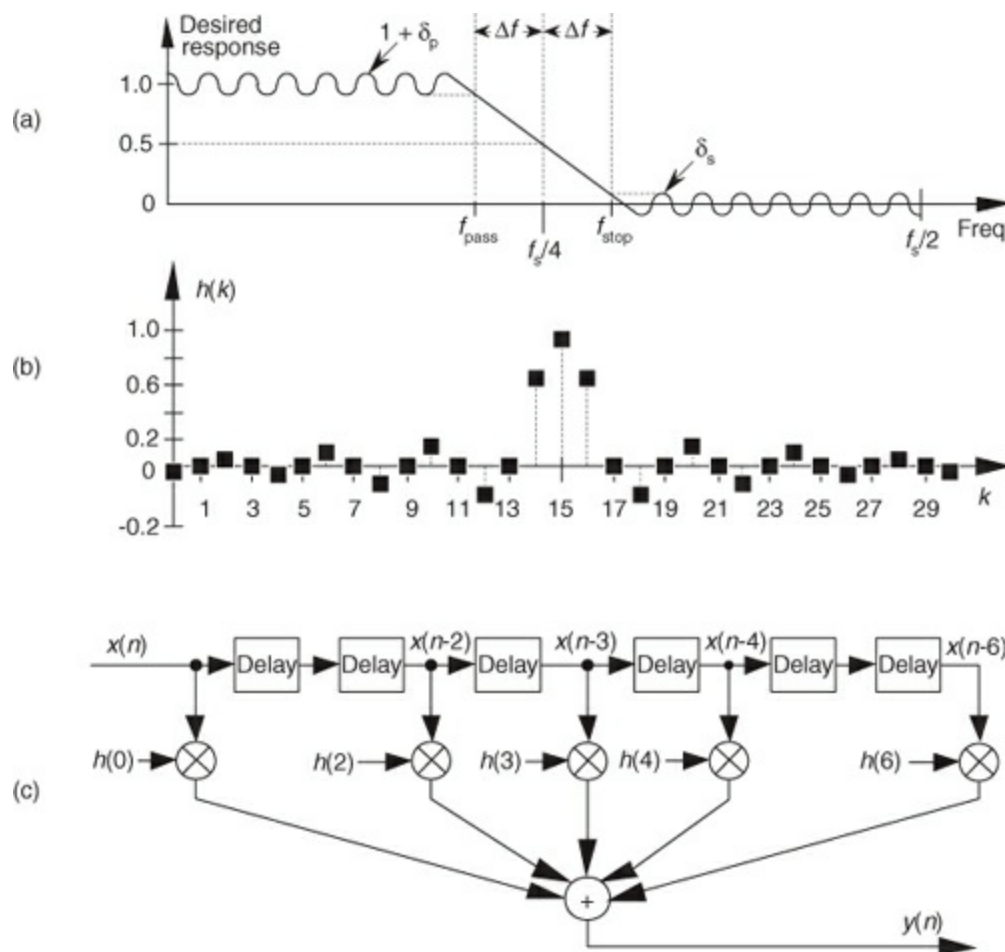 Desired response
1 + δp
Δf Δf
1.0
(a)
0.5
δs
0
fpass
fs/4
fstop
fs/2
Freq
h(k)
1.0
(b)
0.6
0.2
0
-0.2
1 3 5 7 9 11 13 15 17 19 21 23 25 27 29
k
x(n) x(n-2) x(n-3) x(n-4) x(n-6)
Delay Delay Delay Delay Delay Delay
h(0) h(2) h(3) h(4) h(6)
(c)
+
y(n)